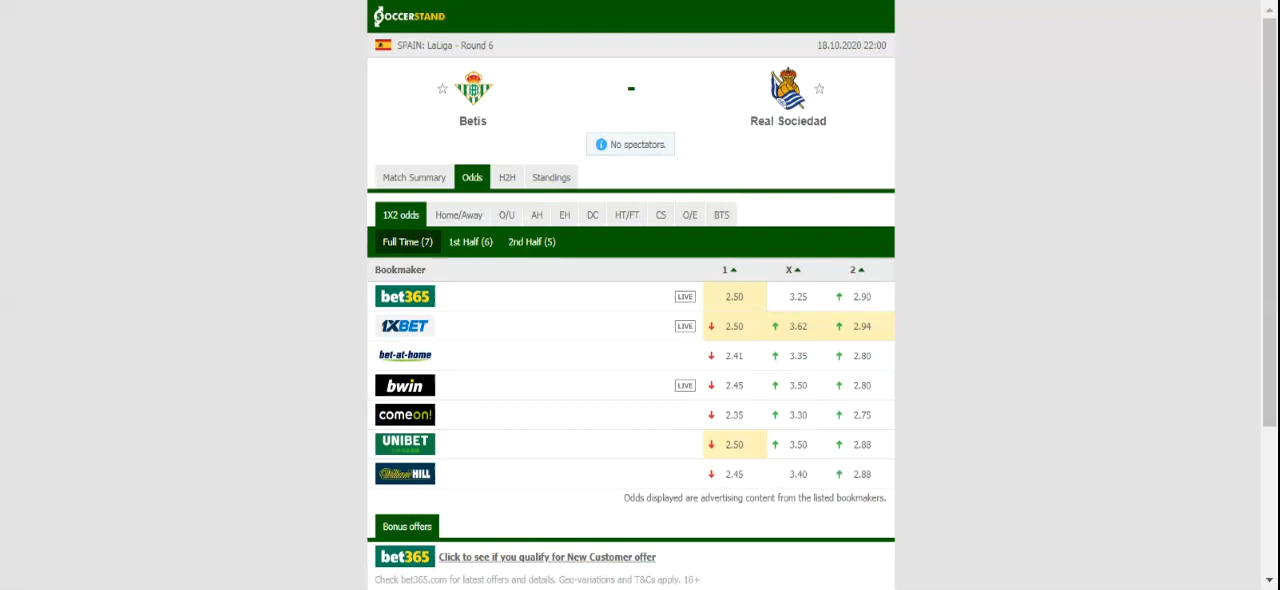 SOCCERSTAND
SPAIN: LaLiga - Round 6 18.10.2020 22:00
-
Betis Real Sociedad
No spectators.
Match Summary Odds H2H Standings
1X2 odds Home/Away O/U AH EH DC HT/FT CS O/E BTS
Full Time (7) 1st Half (6) 2nd Half (5)
Bookmaker 1 X 2
bet365 LIVE 2.50 3.25 2.90
1XBET LIVE 2.50 3.62 2.94
bet-at-home 2.41 3.35 2.80
bwin LIVE 2.45 3.50 2.80
comeon! 2.35 3.30 2.75
UNIBET 2.50 3.50 2.88
William HILL 2.45 3.40 2.88
Odds displayed are advertising content from the listed bookmakers.
Bonus offers
bet365 Click to see if you qualify for New Customer offer
Check bet365.com for latest offers and details. Geo-variations and T&Cs apply. 18+